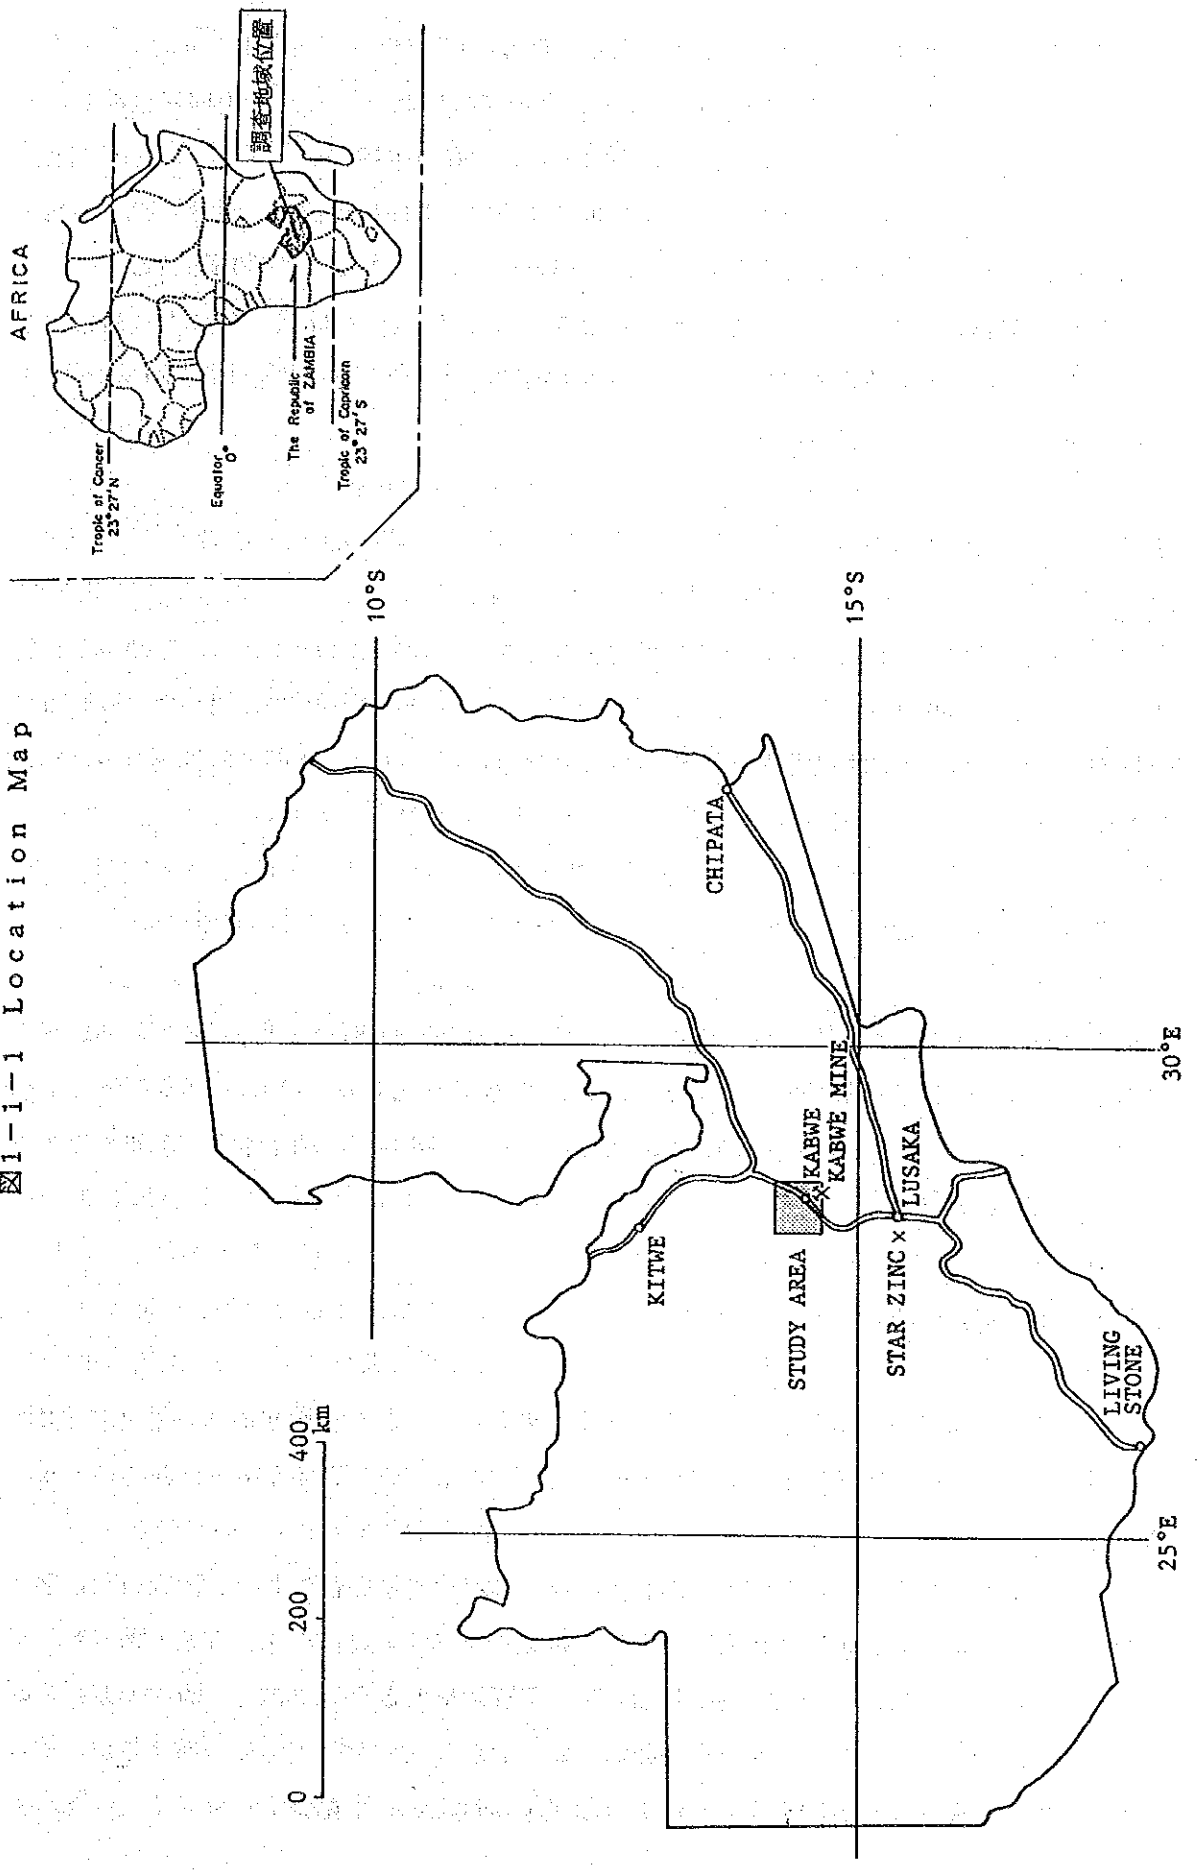 図1-1-1 Location Map
AFRICA
Tropic of Cancer
23°27'N
Equator
0°
The Republic
of ZAMBIA
Tropic of Capricorn
23°27'S
調査地域位置
10°S
15°S
30°E
25°E
0 200 400
km
CHIPATA
KITWE
STUDY AREA
KABWE
KABWE MINE
STAR ZINC ×
LUSAKA
LIVING
STONE